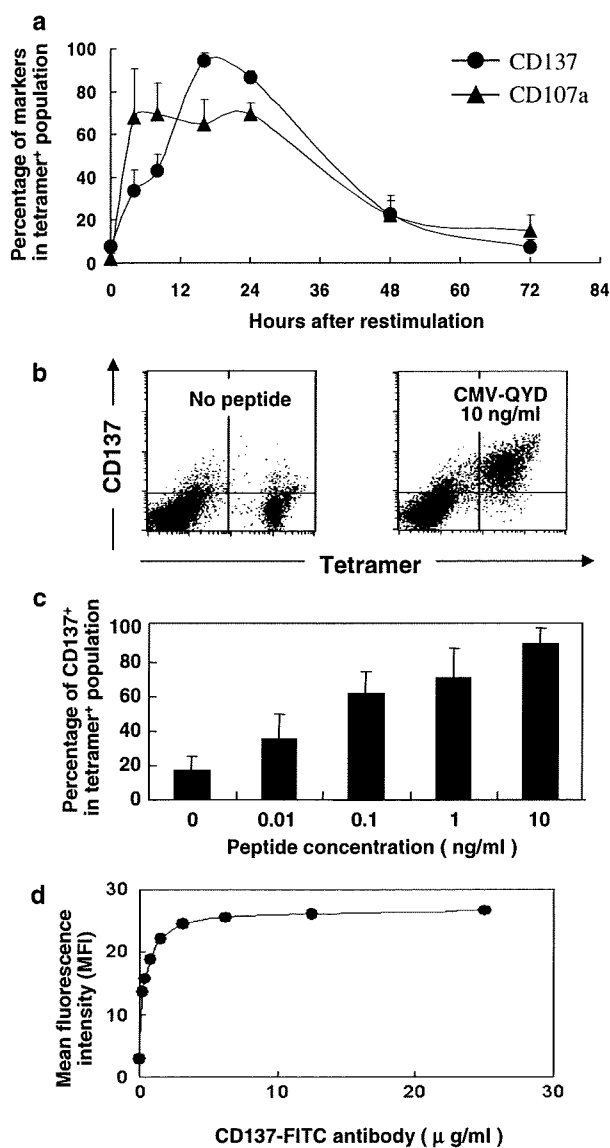 a
Percentage of markers
in tetramer⁺ population
100
80
60
40
20
0
CD137
CD107a
0 12 24 36 48 60 72 84
Hours after restimulation
b
CD137
No peptide
CMV-QYD
10 ng/ml
Tetramer
c
Percentage of CD137⁺
in tetramer⁺ population
100
80
60
40
20
0
0 0.01 0.1 1 10
Peptide concentration ( ng/ml )
d
Mean fluorescence
intensity (MFI)
30
20
10
0
0 10 20 30
CD137-FITC antibody ( μ g/ml )